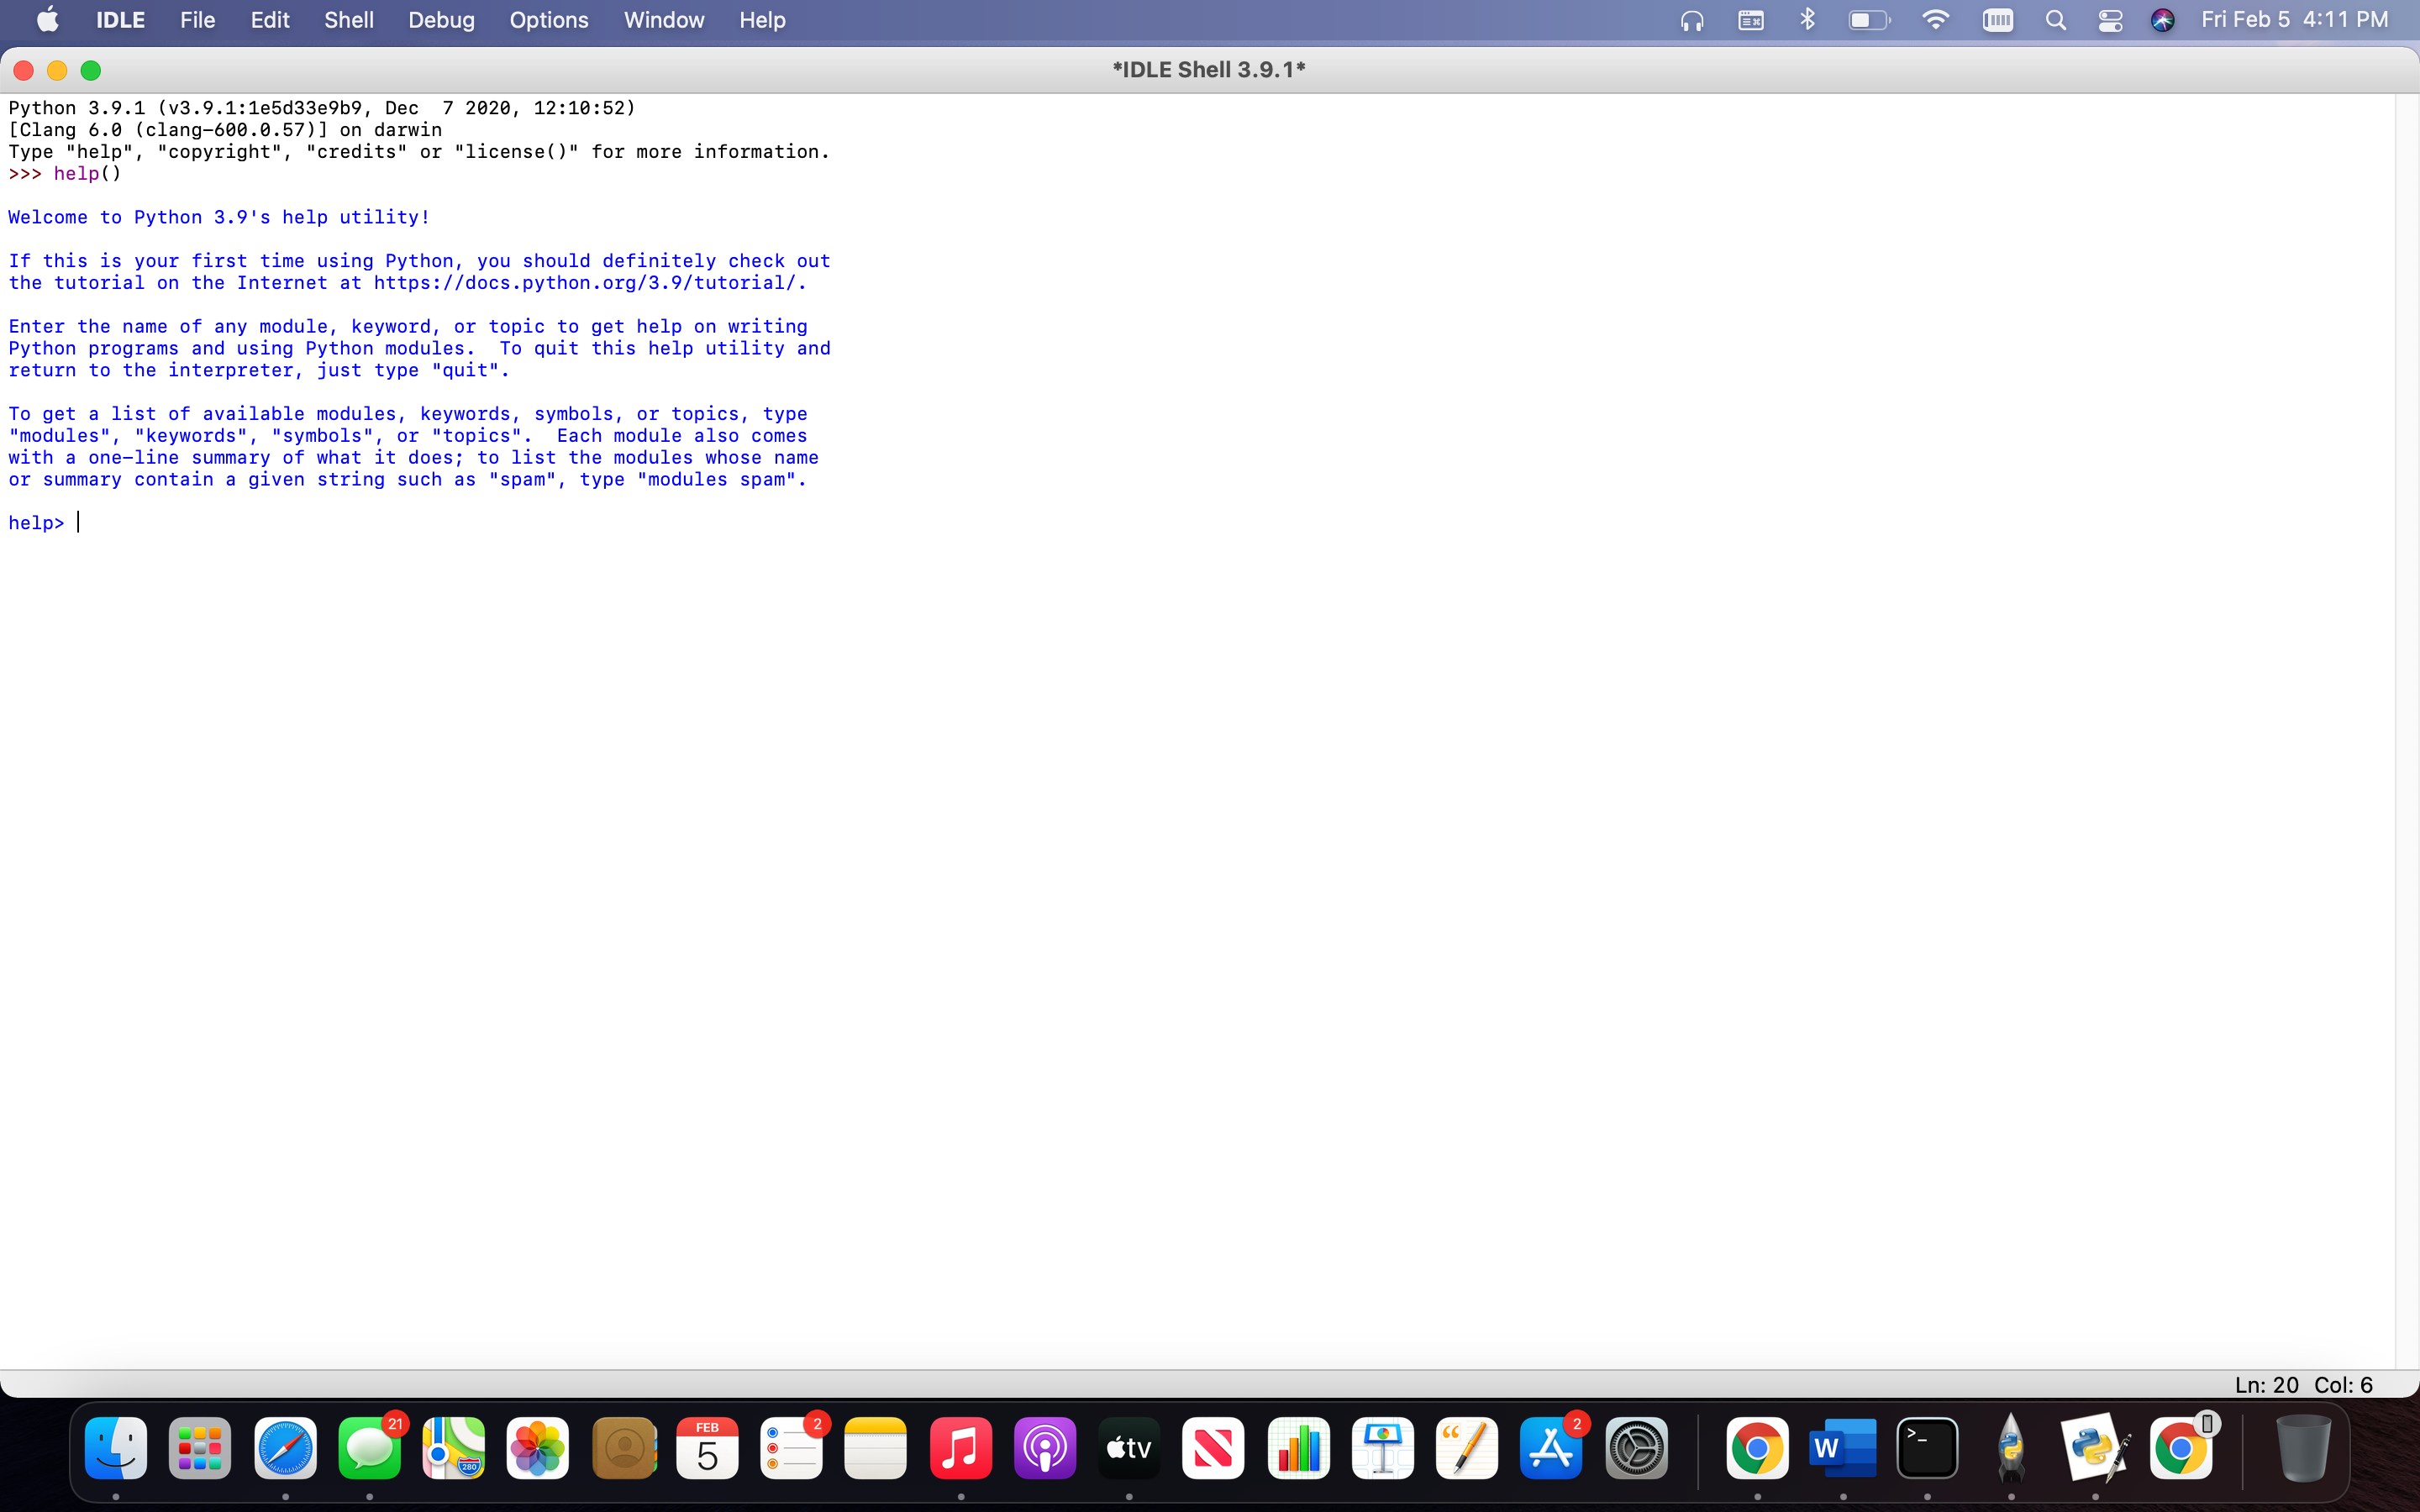 IDLE File Edit Shell Debug Options Window Help Fri Feb 5 4:11 PM
*IDLE Shell 3.9.1*
Python 3.9.1 (v3.9.1:1e5d33e9b9, Dec  7 2020, 12:10:52)
[Clang 6.0 (clang-600.0.57)] on darwin
Type "help", "copyright", "credits" or "license()" for more information.
>>> help()
Welcome to Python 3.9's help utility!
If this is your first time using Python, you should definitely check out
the tutorial on the Internet at https://docs.python.org/3.9/tutorial/.
Enter the name of any module, keyword, or topic to get help on writing
Python programs and using Python modules.  To quit this help utility and
return to the interpreter, just type "quit".
To get a list of available modules, keywords, symbols, or topics, type
"modules", "keywords", "symbols", or "topics".  Each module also comes
with a one-line summary of what it does; to list the modules whose name
or summary contain a given string such as "spam", type "modules spam".
help>
Ln: 20 Col: 6
21 280 FEB 5 2 tv 2 W >_